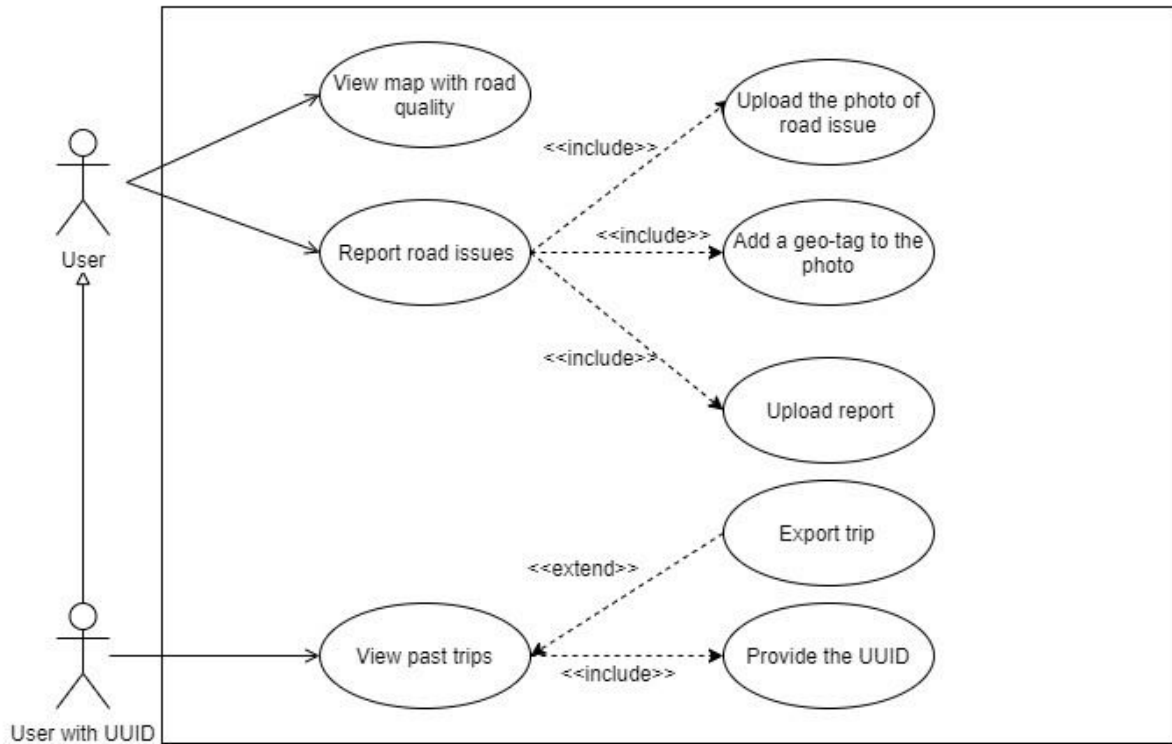 View map with road
quality
Upload the photo of
road issue
<<include>>
User
Report road issues
<<include>>
Add a geo-tag to the
photo
<<include>>
Upload report
Export trip
<<extend>>
View past trips
<<include>>
Provide the UUID
User with UUID